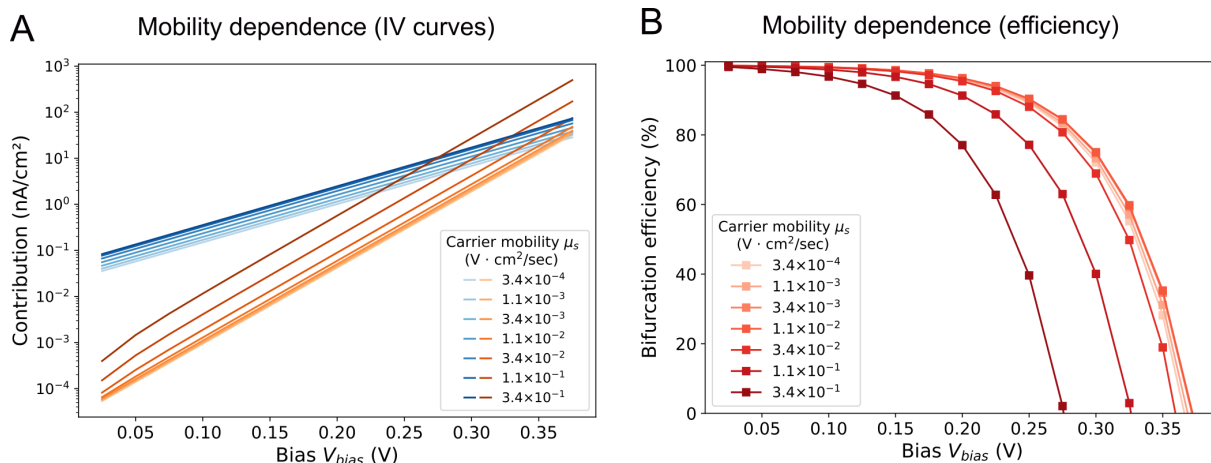 A
Mobility dependence (IV curves)
Contribution (nA/cm²)
10³
10²
10¹
10⁰
10⁻¹
10⁻²
10⁻³
10⁻⁴
Carrier mobility μₛ
(V · cm²/sec)
3.4×10⁻⁴
1.1×10⁻³
3.4×10⁻³
1.1×10⁻²
3.4×10⁻²
1.1×10⁻¹
3.4×10⁻¹
0.05 0.10 0.15 0.20 0.25 0.30 0.35
Bias V_bias (V)
B
Mobility dependence (efficiency)
Bifurcation efficiency (%)
100
80
60
40
20
0
Carrier mobility μₛ
(V · cm²/sec)
3.4×10⁻⁴
1.1×10⁻³
3.4×10⁻³
1.1×10⁻²
3.4×10⁻²
1.1×10⁻¹
3.4×10⁻¹
0.05 0.10 0.15 0.20 0.25 0.30 0.35
Bias V_bias (V)